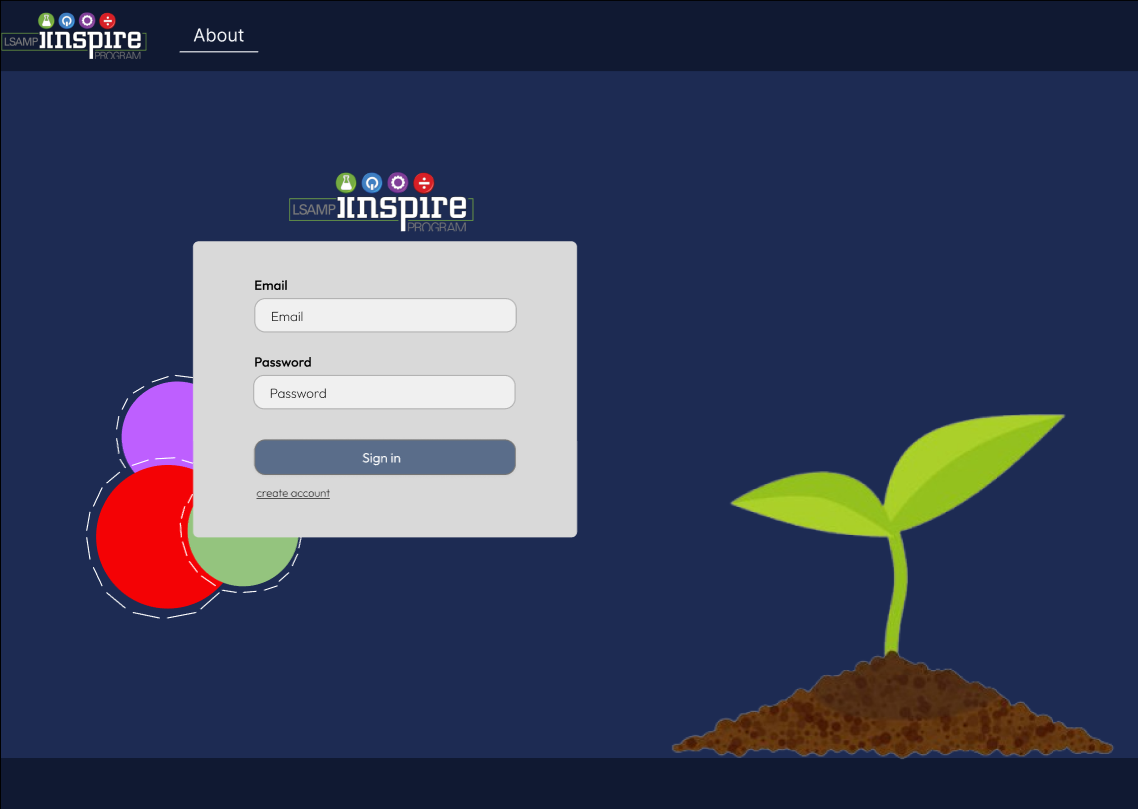 LSAMP inspire
PROGRAM
About
LSAMP inspire
PROGRAM
Email
Email
Password
Password
Sign in
create account